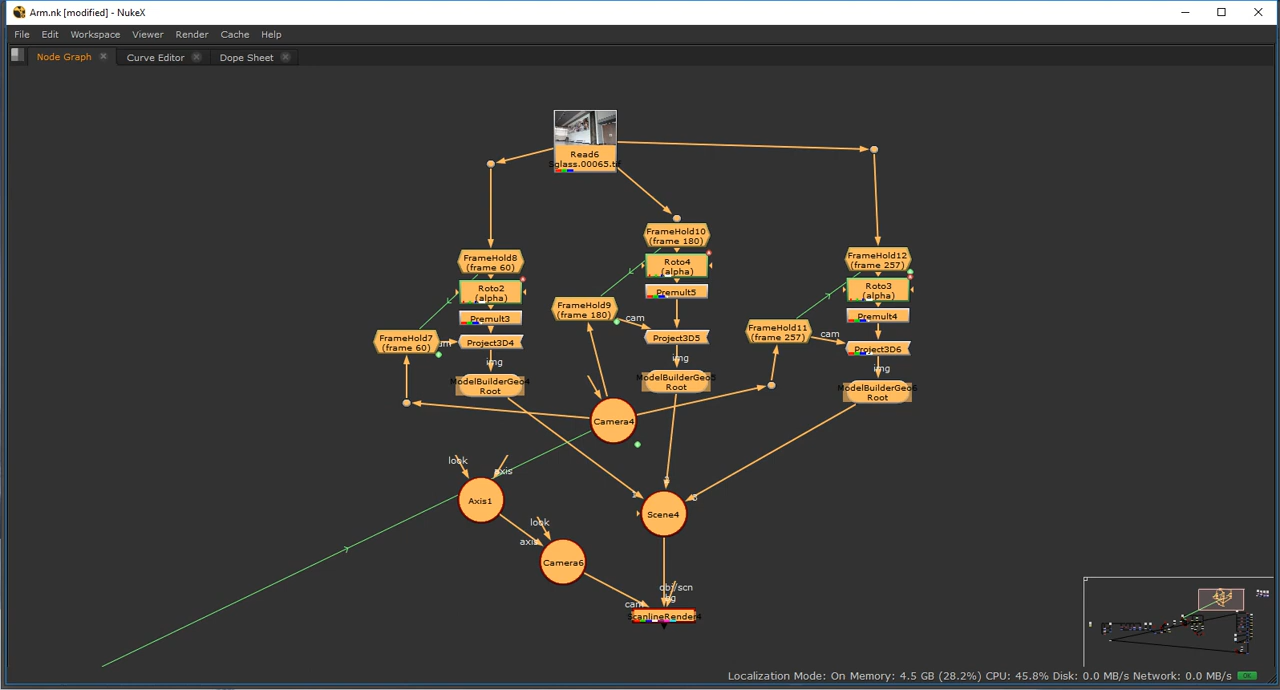 Arm.nk [modified] - NukeX
File Edit Workspace Viewer Render Cache Help
Node Graph Curve Editor Dope Sheet
Read6
Sglass.00065.tif
FrameHold10
(frame 180)
Roto4
(alpha)
Premult5
FrameHold8
(frame 60)
Roto2
(alpha)
Premult3
FrameHold12
(frame 257)
Roto3
(alpha)
Premult4
FrameHold9
(frame 180)
cam
Project3D5
img
FrameHold7
(frame 60)
Project3D4
img
FrameHold11
(frame 257)
cam
Project3D6
img
ModelBuilderGeo4
Root
ModelBuilderGeo5
Root
ModelBuilderGeo6
Root
Camera4
look
axis
Axis1
Scene4
look
axis
Camera6
obj/scn
bg
cam
ScanlineRender4
Localization Mode: On Memory: 4.5 GB (28.2%) CPU: 45.8% Disk: 0.0 MB/s Network: 0.0 MB/s